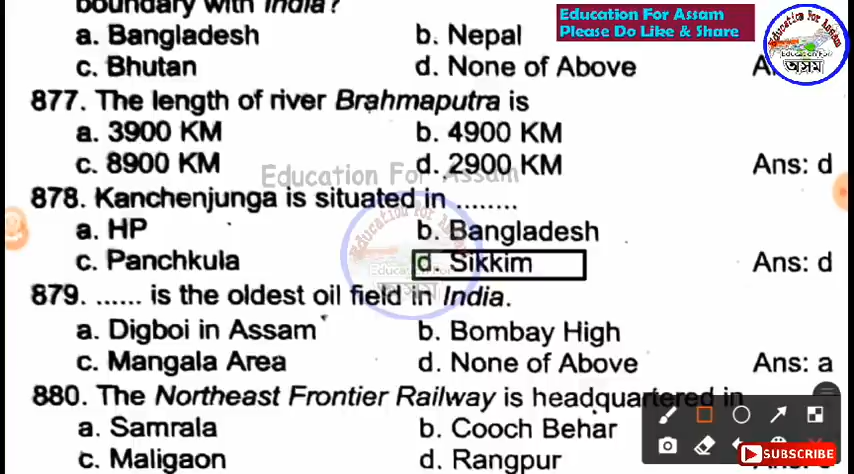 boundary with India?
Education For Assam
Please Do Like & Share
Education For Assam
অসম
a. Bangladesh b. Nepal
c. Bhutan d. None of Above
877. The length of river Brahmaputra is
a. 3900 KM b. 4900 KM
c. 8900 KM d. 2900 KM Ans: d
Education For Assam
878. Kanchenjunga is situated in ........
a. HP b. Bangladesh
c. Panchkula d. Sikkim Ans: d
879. ...... is the oldest oil field in India.
a. Digboi in Assam b. Bombay High
c. Mangala Area d. None of Above Ans: a
880. The Northeast Frontier Railway is headquartered in
a. Samrala b. Cooch Behar
c. Maligaon d. Rangpur
SUBSCRIBE